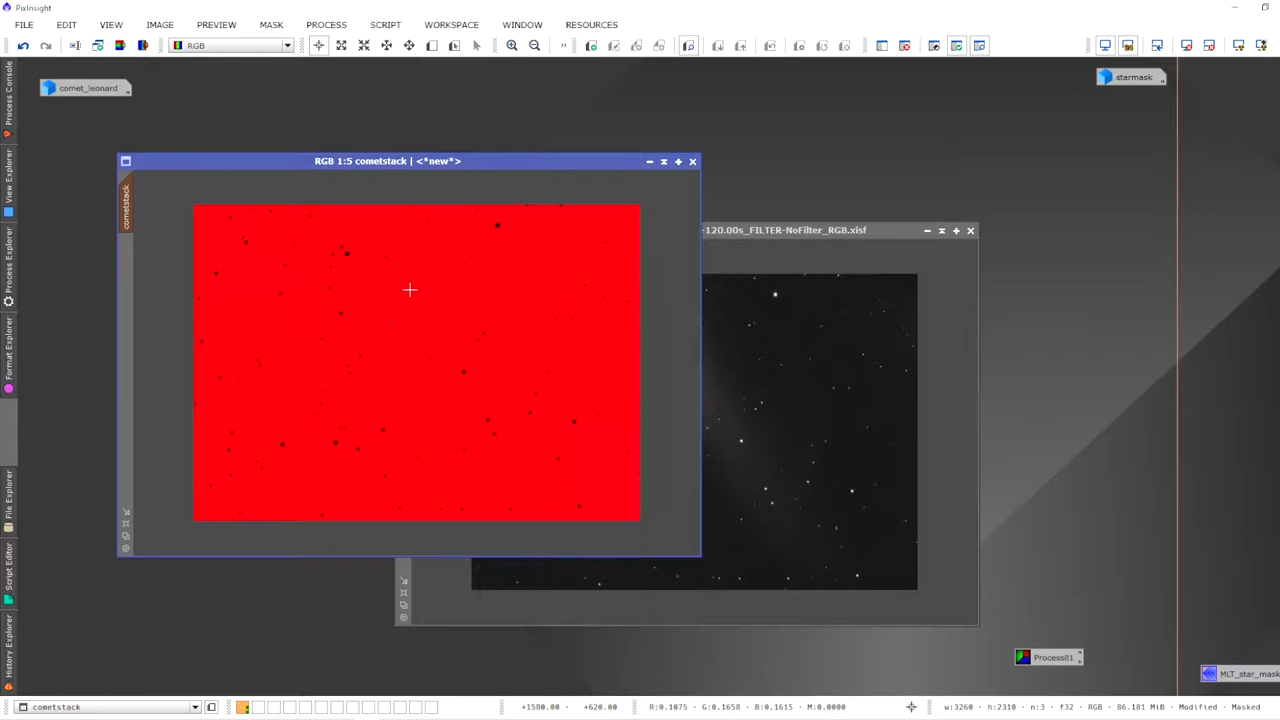 PixInsight
FILE EDIT VIEW IMAGE PREVIEW MASK PROCESS SCRIPT WORKSPACE WINDOW RESOURCES
RGB
Process Console
View Explorer
Process Explorer
Format Explorer
File Explorer
Script Editor
History Explorer
comet_leonard
starmask
RGB 1:5 cometstack | <*new*>
cometstack
-120.00s_FILTER-NoFilter_RGB.xisf
Process81
MLT_star_mask
cometstack
+1580.00 · +620.00 R:0.1075 · G:0.1658 · B:0.1615 · M:0.0000 w:3260 · h:2310 · n:3 · f32 · RGB · 86.181 MiB · Modified · Masked